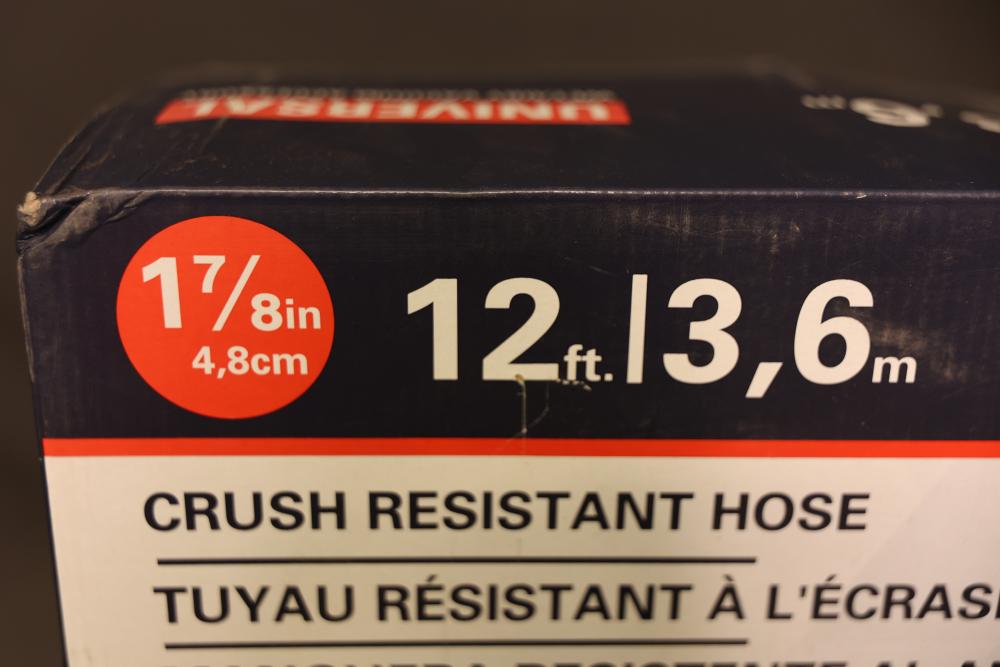 UNIVERSAL
1 7/8in
4,8cm
12ft.|3,6m
CRUSH RESISTANT HOSE
TUYAU RÉSISTANT À L'ÉCRAS